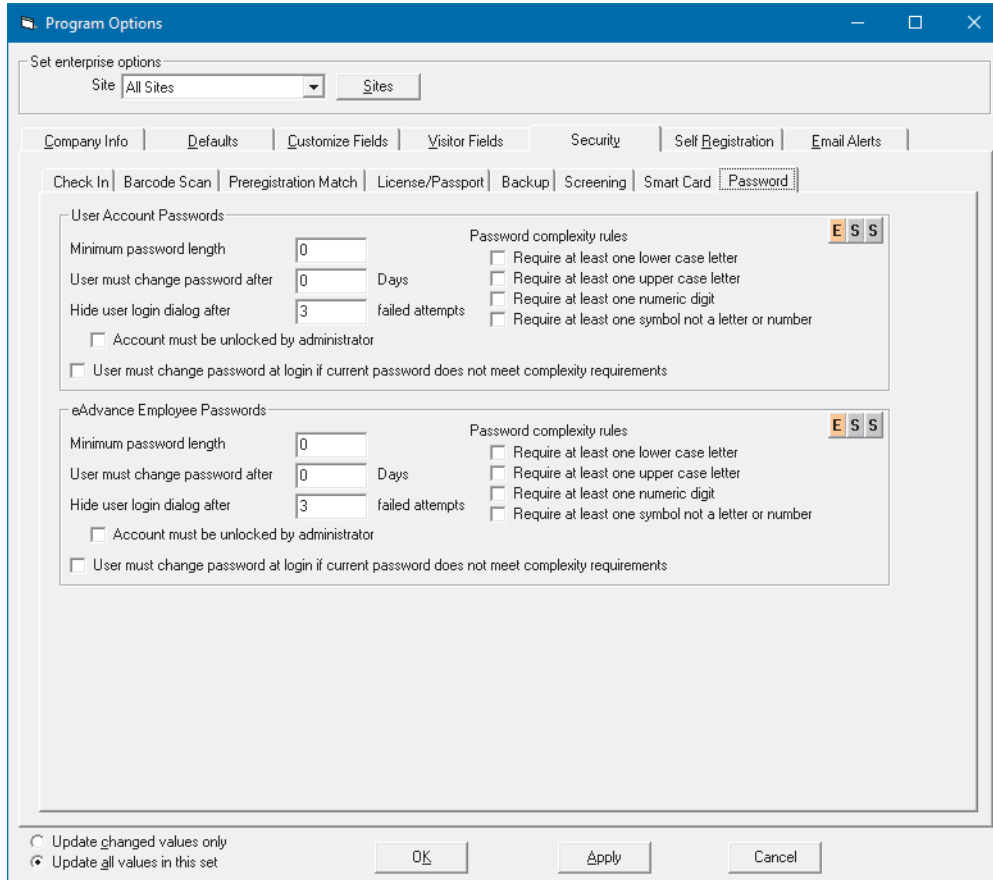 Program Options
Set enterprise options
Site All Sites Sites
Company Info Defaults Customize Fields Visitor Fields Security Self Registration Email Alerts
Check In Barcode Scan Preregistration Match License/Passport Backup Screening Smart Card Password
User Account Passwords
E S S
Minimum password length 0
User must change password after 0 Days
Hide user login dialog after 3 failed attempts
Account must be unlocked by administrator
Password complexity rules
Require at least one lower case letter
Require at least one upper case letter
Require at least one numeric digit
Require at least one symbol not a letter or number
User must change password at login if current password does not meet complexity requirements
eAdvance Employee Passwords
E S S
Minimum password length 0
User must change password after 0 Days
Hide user login dialog after 3 failed attempts
Account must be unlocked by administrator
Password complexity rules
Require at least one lower case letter
Require at least one upper case letter
Require at least one numeric digit
Require at least one symbol not a letter or number
User must change password at login if current password does not meet complexity requirements
Update changed values only
Update all values in this set
OK Apply Cancel